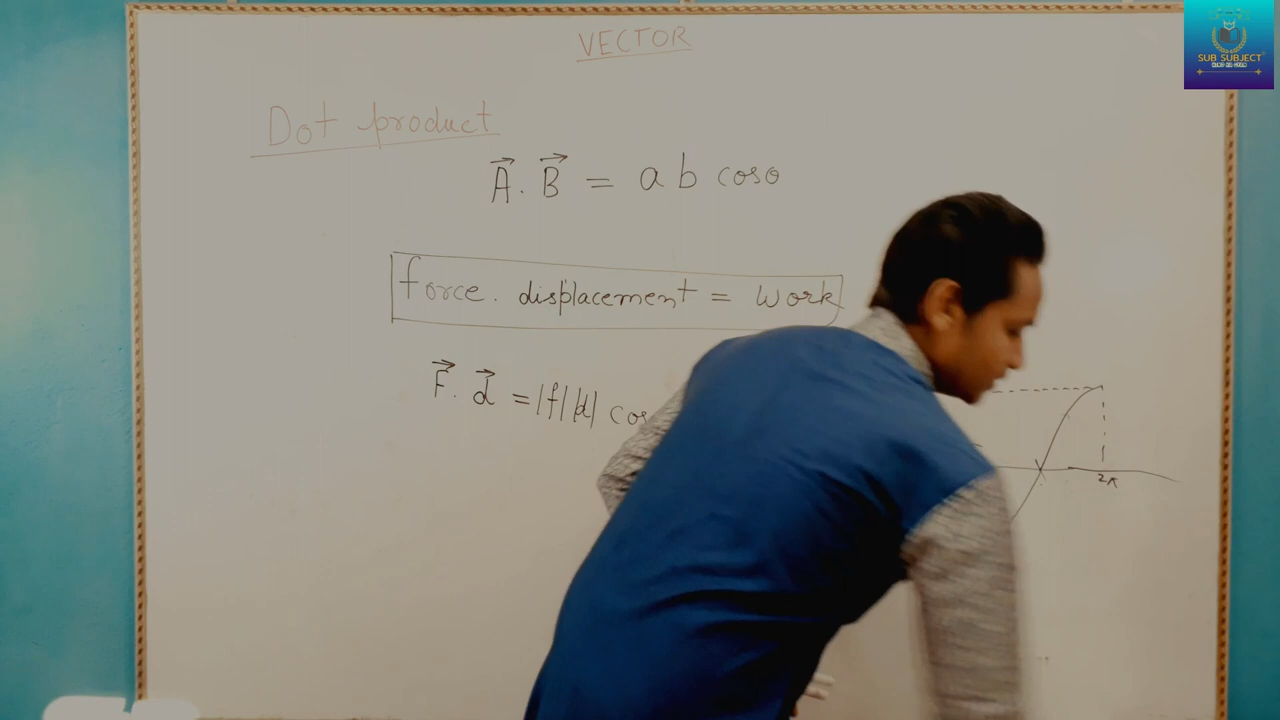 VECTOR
SUB SUBJECT
Dot product
A⃗ . B⃗ = a b cosθ
force . displacement = work
F⃗ . d⃗ = |f| |d| cos
2π